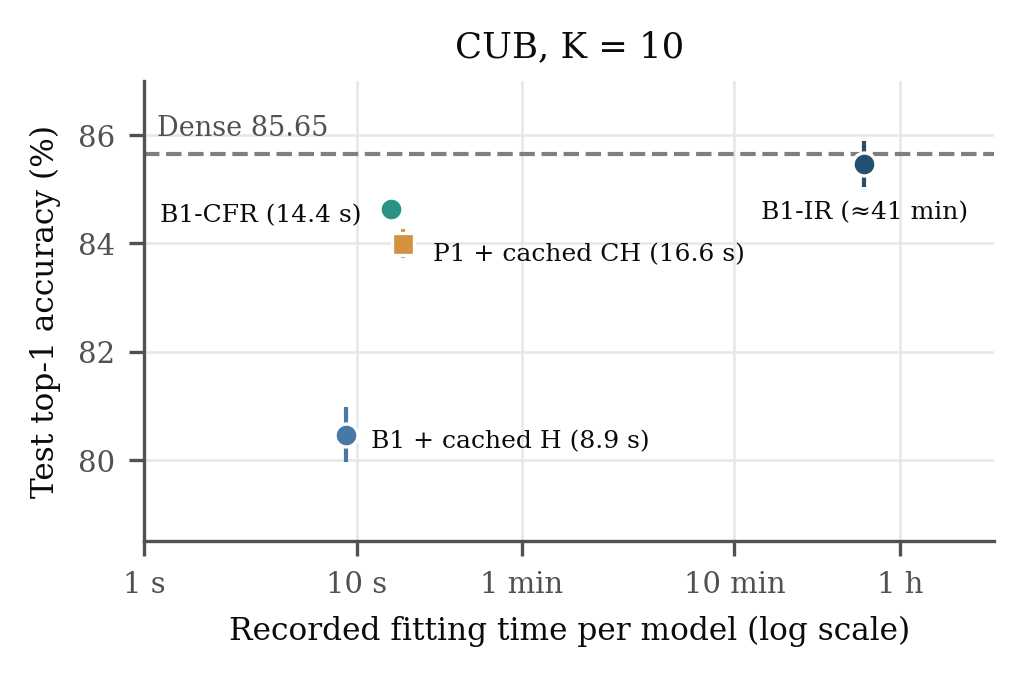 CUB, K = 10
Dense 85.65
B1-CFR (14.4 s)
P1 + cached CH (16.6 s)
B1-IR (≈41 min)
B1 + cached H (8.9 s)
Test top-1 accuracy (%)
86
84
82
80
1 s
10 s
1 min
10 min
1 h
Recorded fitting time per model (log scale)